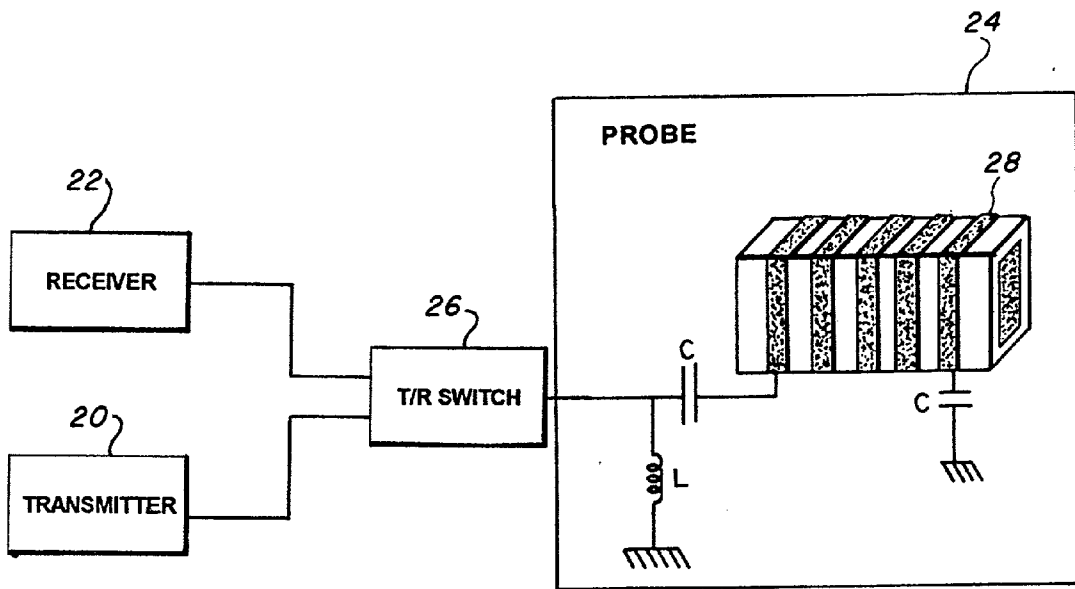 24
PROBE
28
22
RECEIVER
26
T/R SWITCH
C
C
L
20
TRANSMITTER